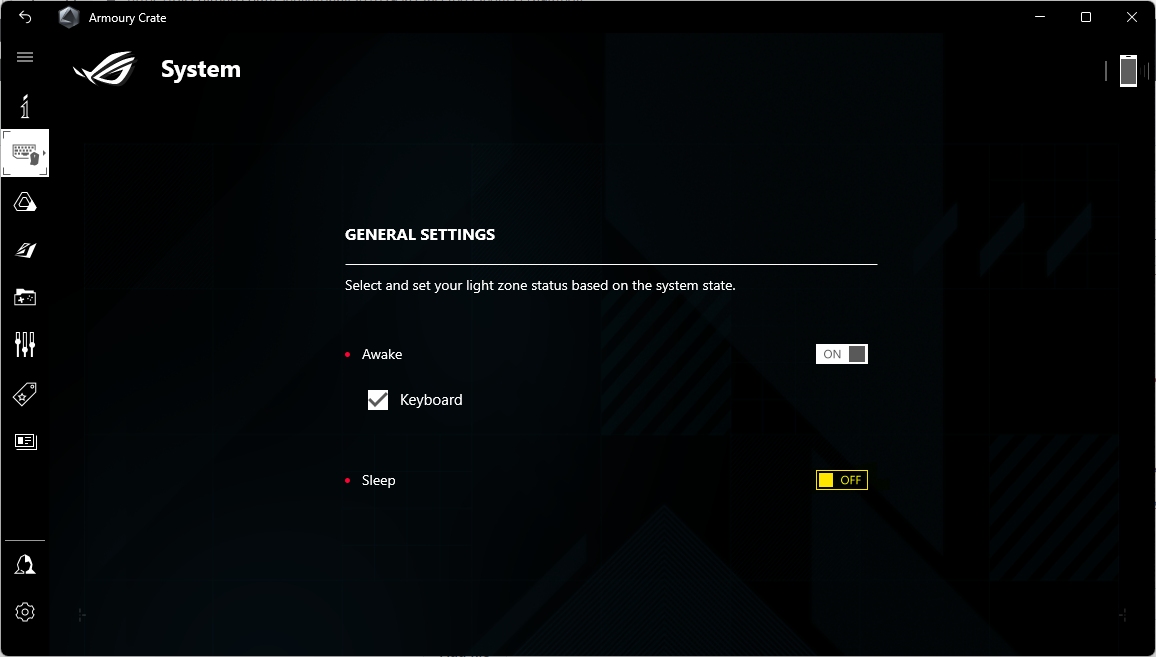 Armoury Crate
System
GENERAL SETTINGS
Select and set your light zone status based on the system state.
Awake
ON
Keyboard
Sleep
OFF